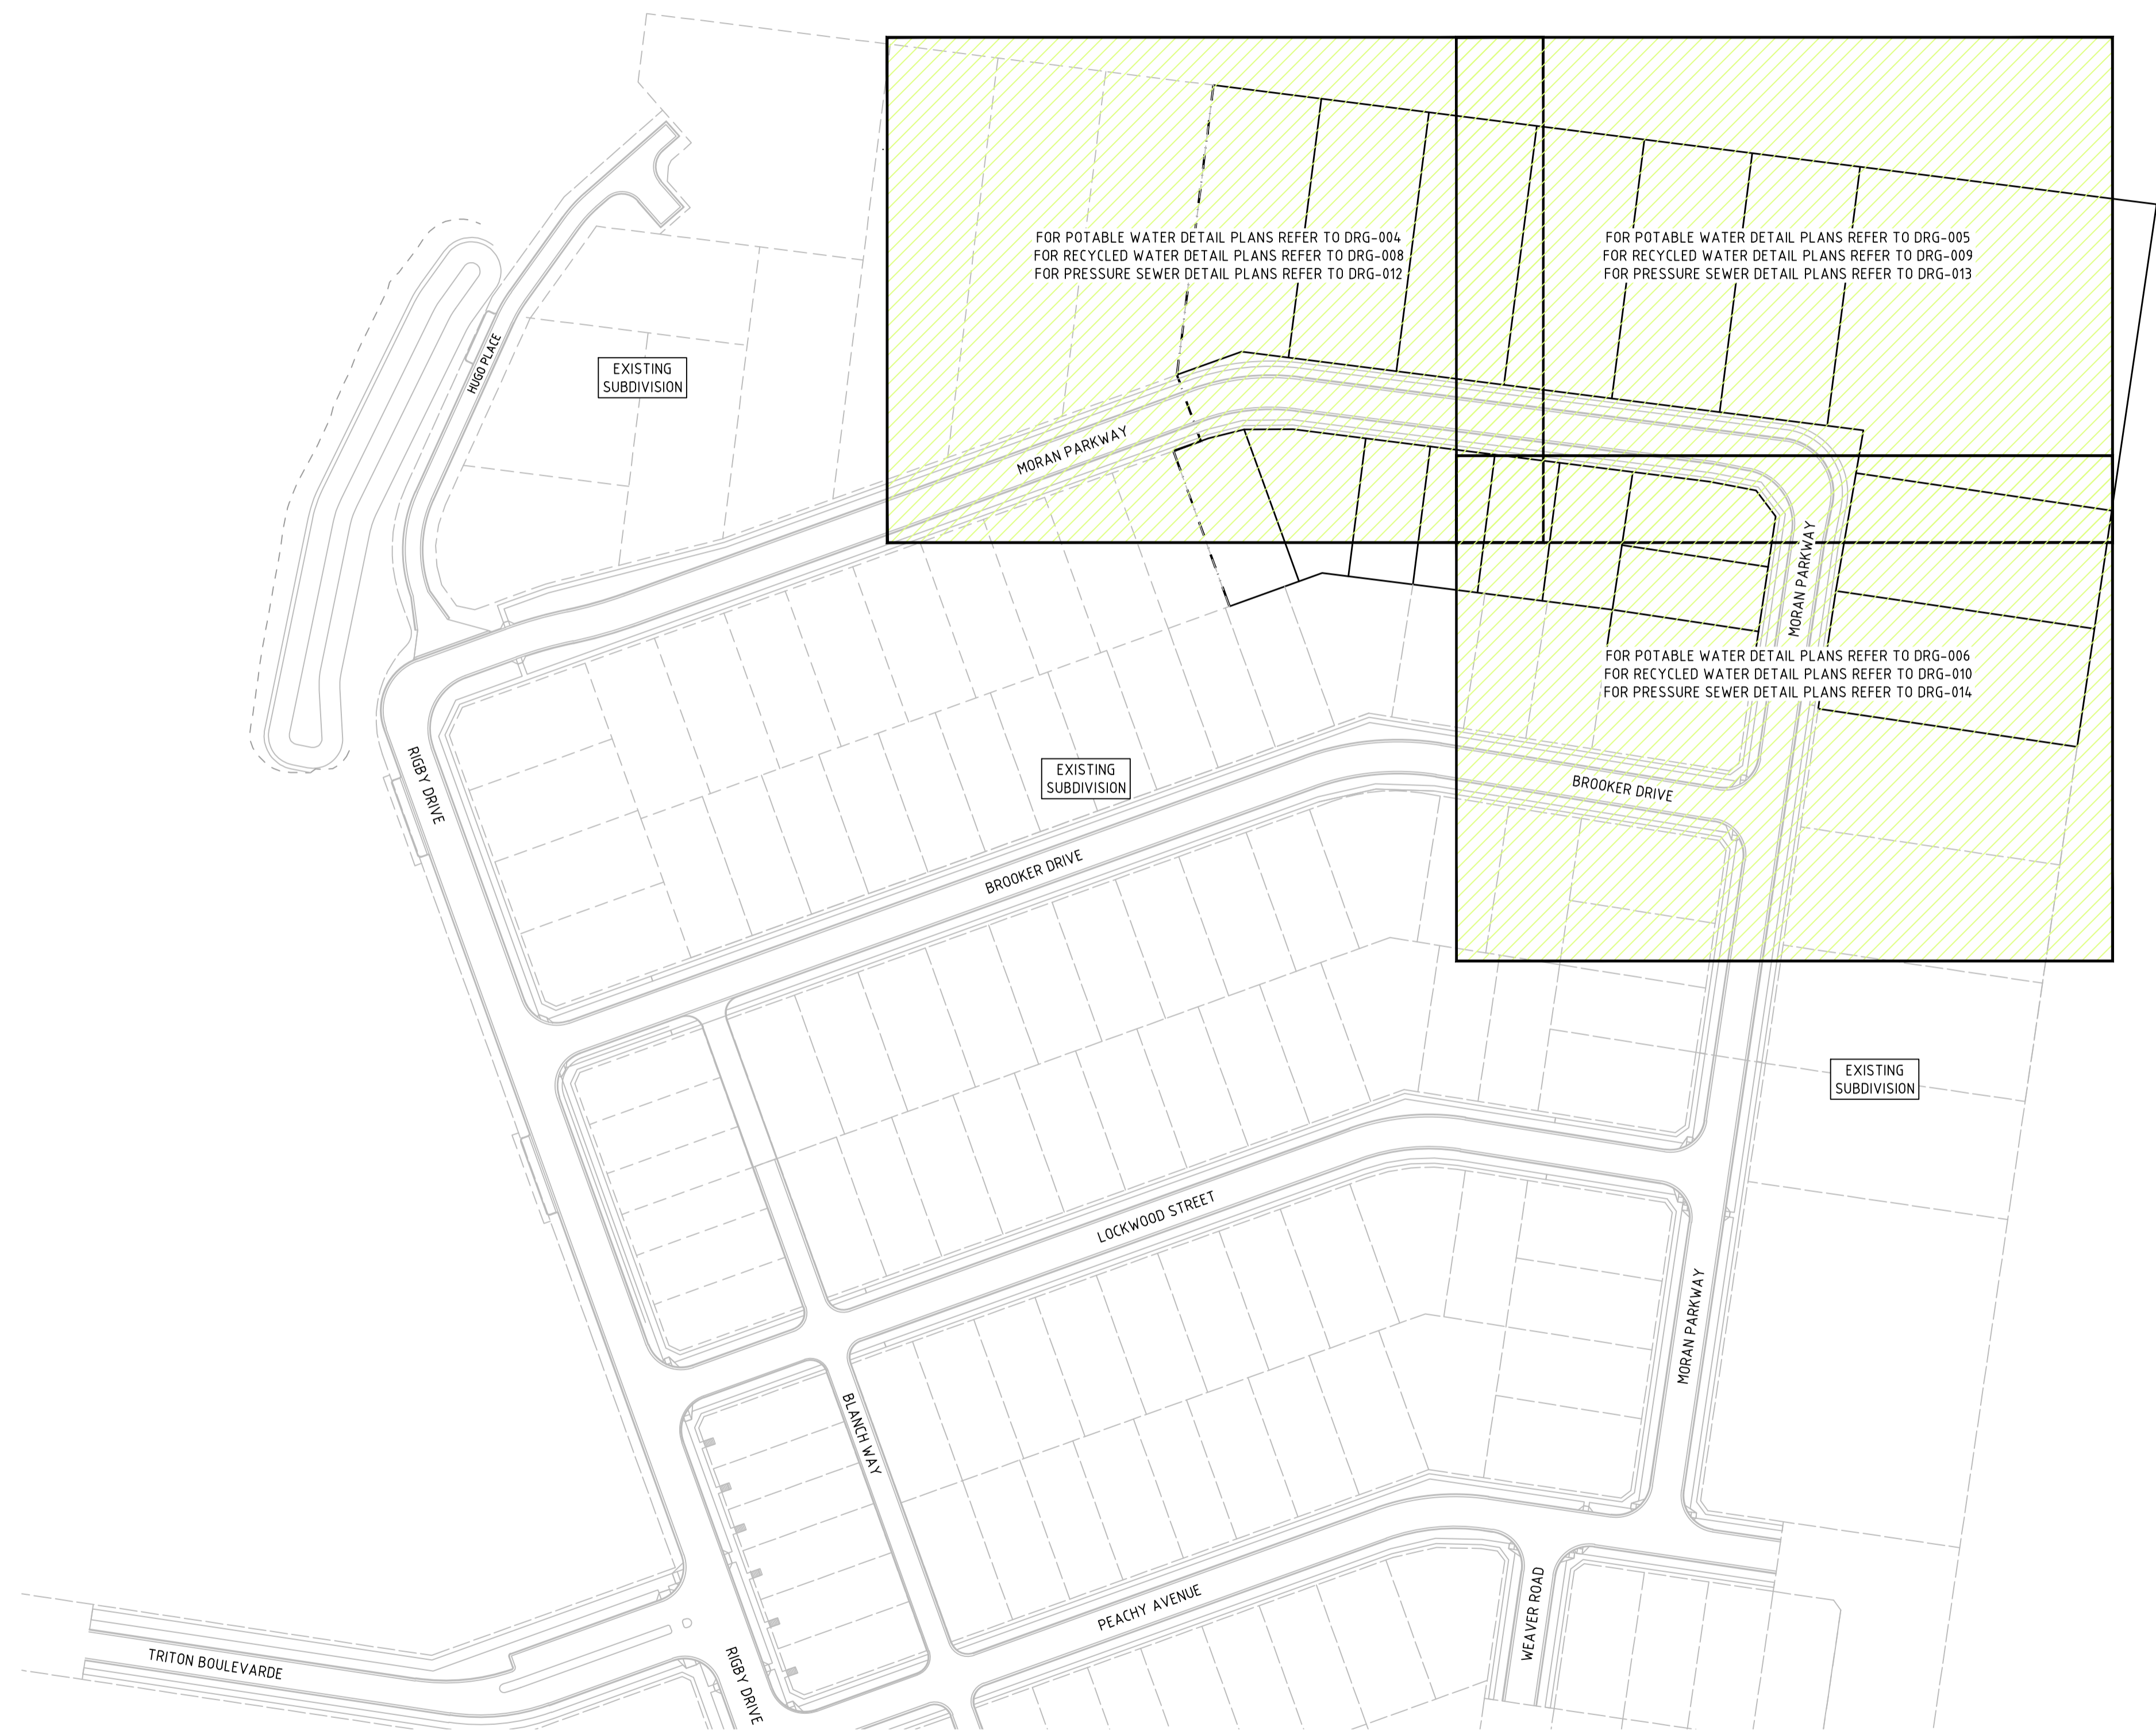 FOR POTABLE WATER DETAIL PLANS REFER TO DRG-004
FOR RECYCLED WATER DETAIL PLANS REFER TO DRG-008
FOR PRESSURE SEWER DETAIL PLANS REFER TO DRG-012
FOR POTABLE WATER DETAIL PLANS REFER TO DRG-005
FOR RECYCLED WATER DETAIL PLANS REFER TO DRG-009
FOR PRESSURE SEWER DETAIL PLANS REFER TO DRG-013
HUGO PLACE
EXISTING
SUBDIVISION
MORAN PARKWAY
MORAN PARKWAY
FOR POTABLE WATER DETAIL PLANS REFER TO DRG-006
FOR RECYCLED WATER DETAIL PLANS REFER TO DRG-010
FOR PRESSURE SEWER DETAIL PLANS REFER TO DRG-014
RIGBY DRIVE
EXISTING
SUBDIVISION
BROOKER DRIVE
BROOKER DRIVE
EXISTING
SUBDIVISION
LOCKWOOD STREET
MORAN PARKWAY
BLANCH WAY
PEACHY AVENUE
WEAVER ROAD
TRITON BOULEVARDE
RIGBY DRIVE